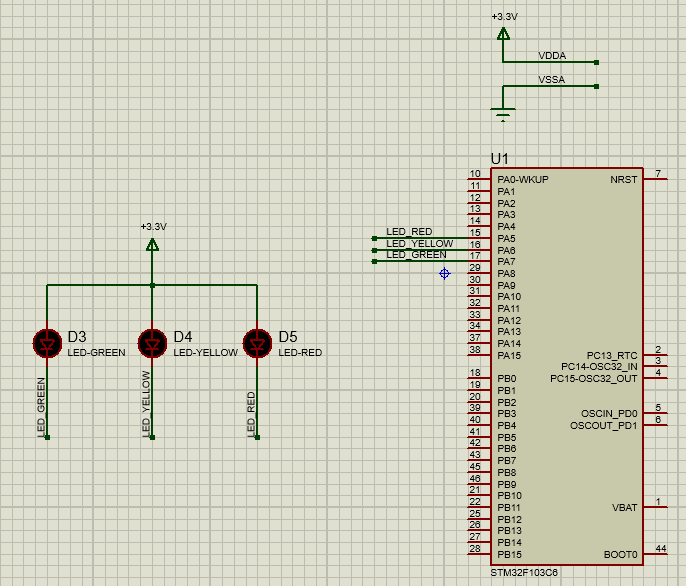 +3.3V
VDDA
VSSA
U1
10 PA0-WKUP NRST 7
11 PA1
12 PA2
13 PA3
14 PA4
LED_RED 15 PA5
LED_YELLOW 16 PA6
LED_GREEN 17 PA7
29 PA8
30 PA9
31 PA10
32 PA11
33 PA12
34 PA13
37 PA14
38 PA15 PC13_RTC 2
PC14-OSC32_IN 3
18 PB0 PC15-OSC32_OUT 4
19 PB1
20 PB2
39 PB3 OSCIN_PD0 5
40 PB4 OSCOUT_PD1 6
41 PB5
42 PB6
43 PB7
45 PB8
46 PB9
21 PB10
22 PB11 VBAT 1
25 PB12
26 PB13
27 PB14
28 PB15 BOOT0 44
STM32F103C6
+3.3V
D3
LED-GREEN
D4
LED-YELLOW
D5
LED-RED
LED_GREEN
LED_YELLOW
LED_RED